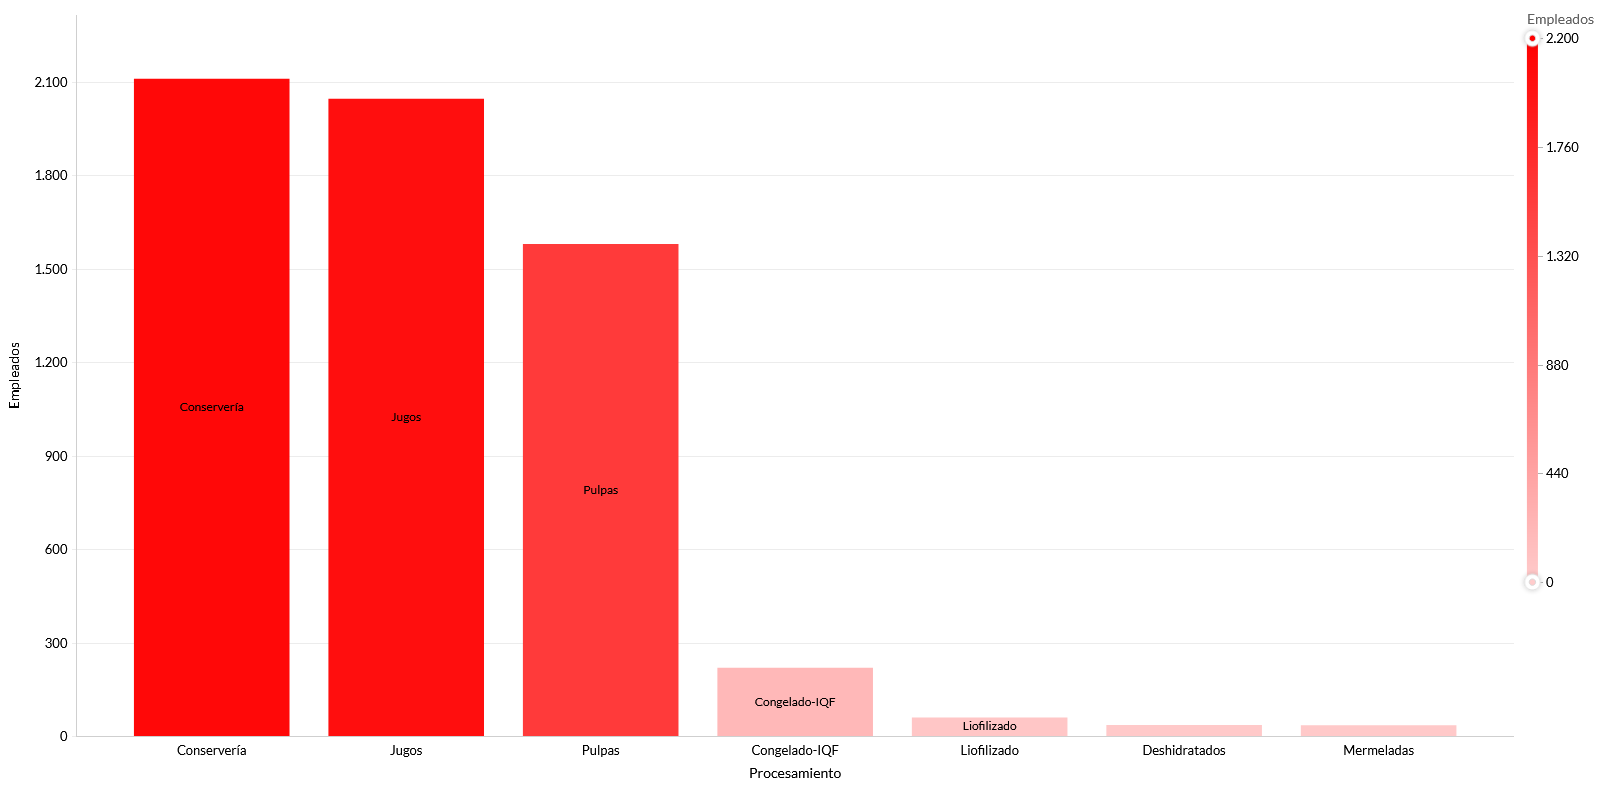 Empleados
2.200
1.760
1.320
880
440
0
Empleados
2.100
1.800
1.500
1.200
900
600
300
0
Conservería
Jugos
Pulpas
Congelado-IQF
Liofilizado
Conservería
Jugos
Pulpas
Congelado-IQF
Liofilizado
Deshidratados
Mermeladas
Procesamiento